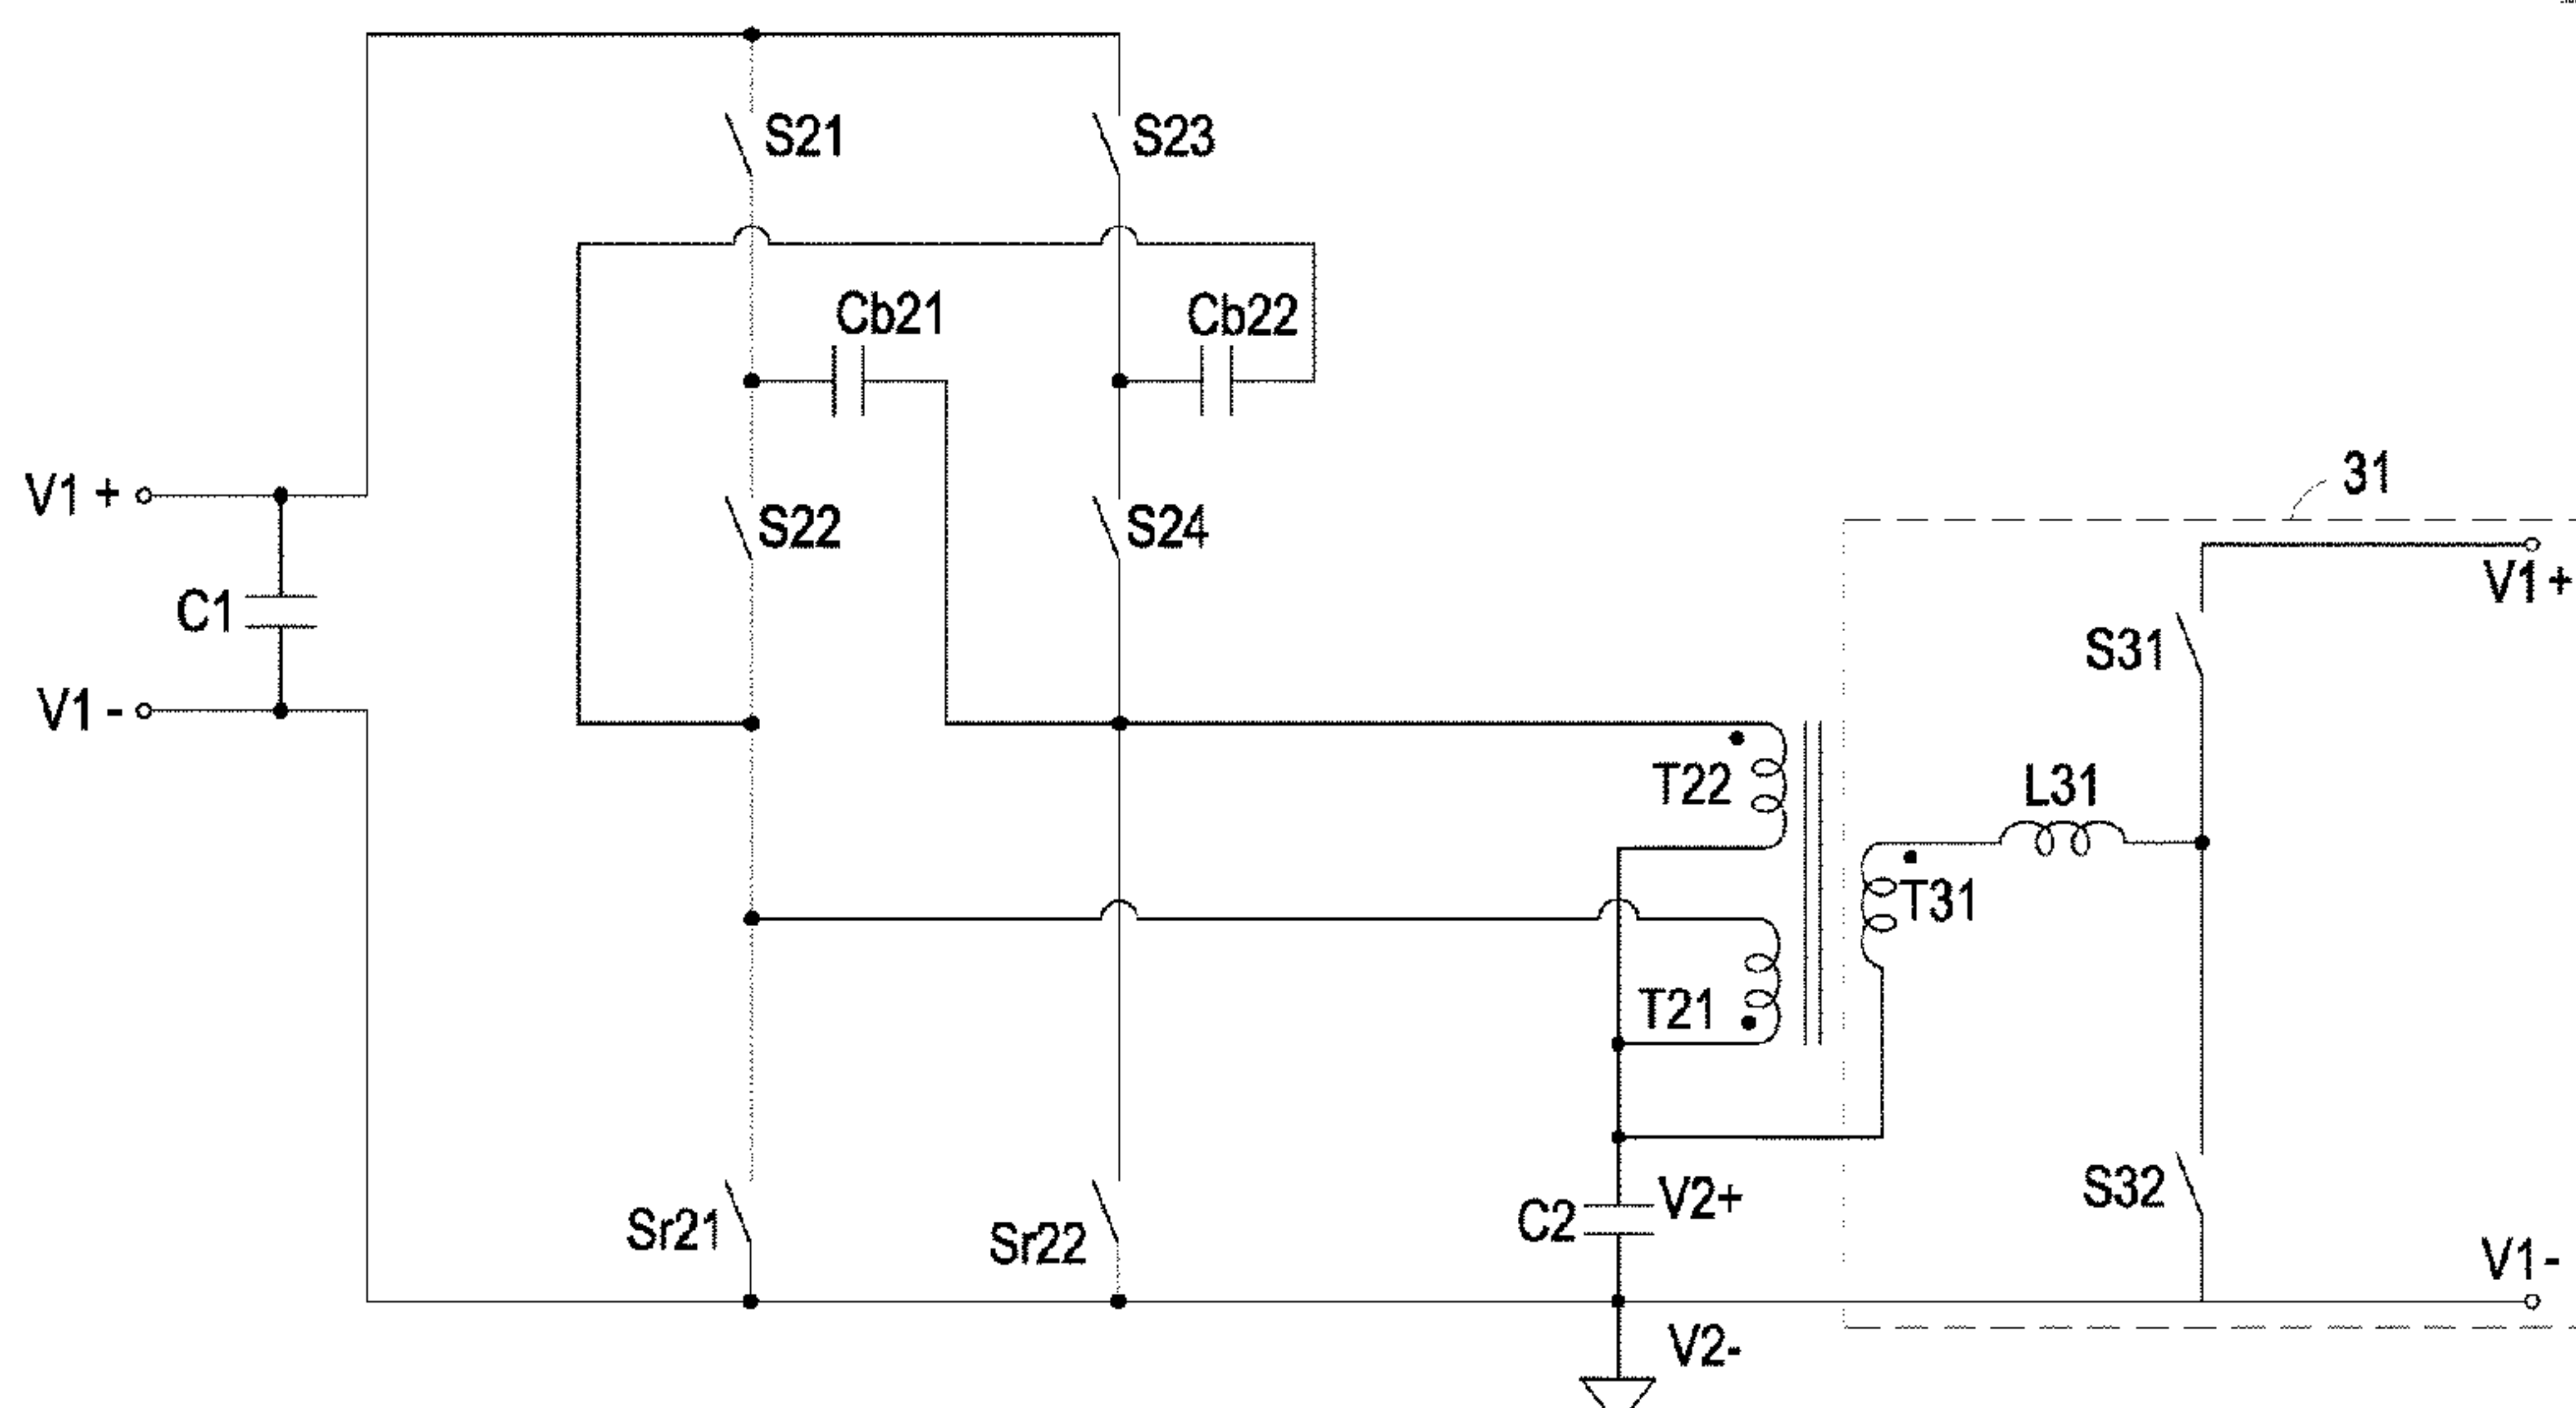 S21
S23
Cb21
Cb22
V1 +
31
S22
S24
V1 +
C1
S31
V1 -
T22
L31
T31
T21
S32
V2+
C2
Sr21
Sr22
V1 -
V2-